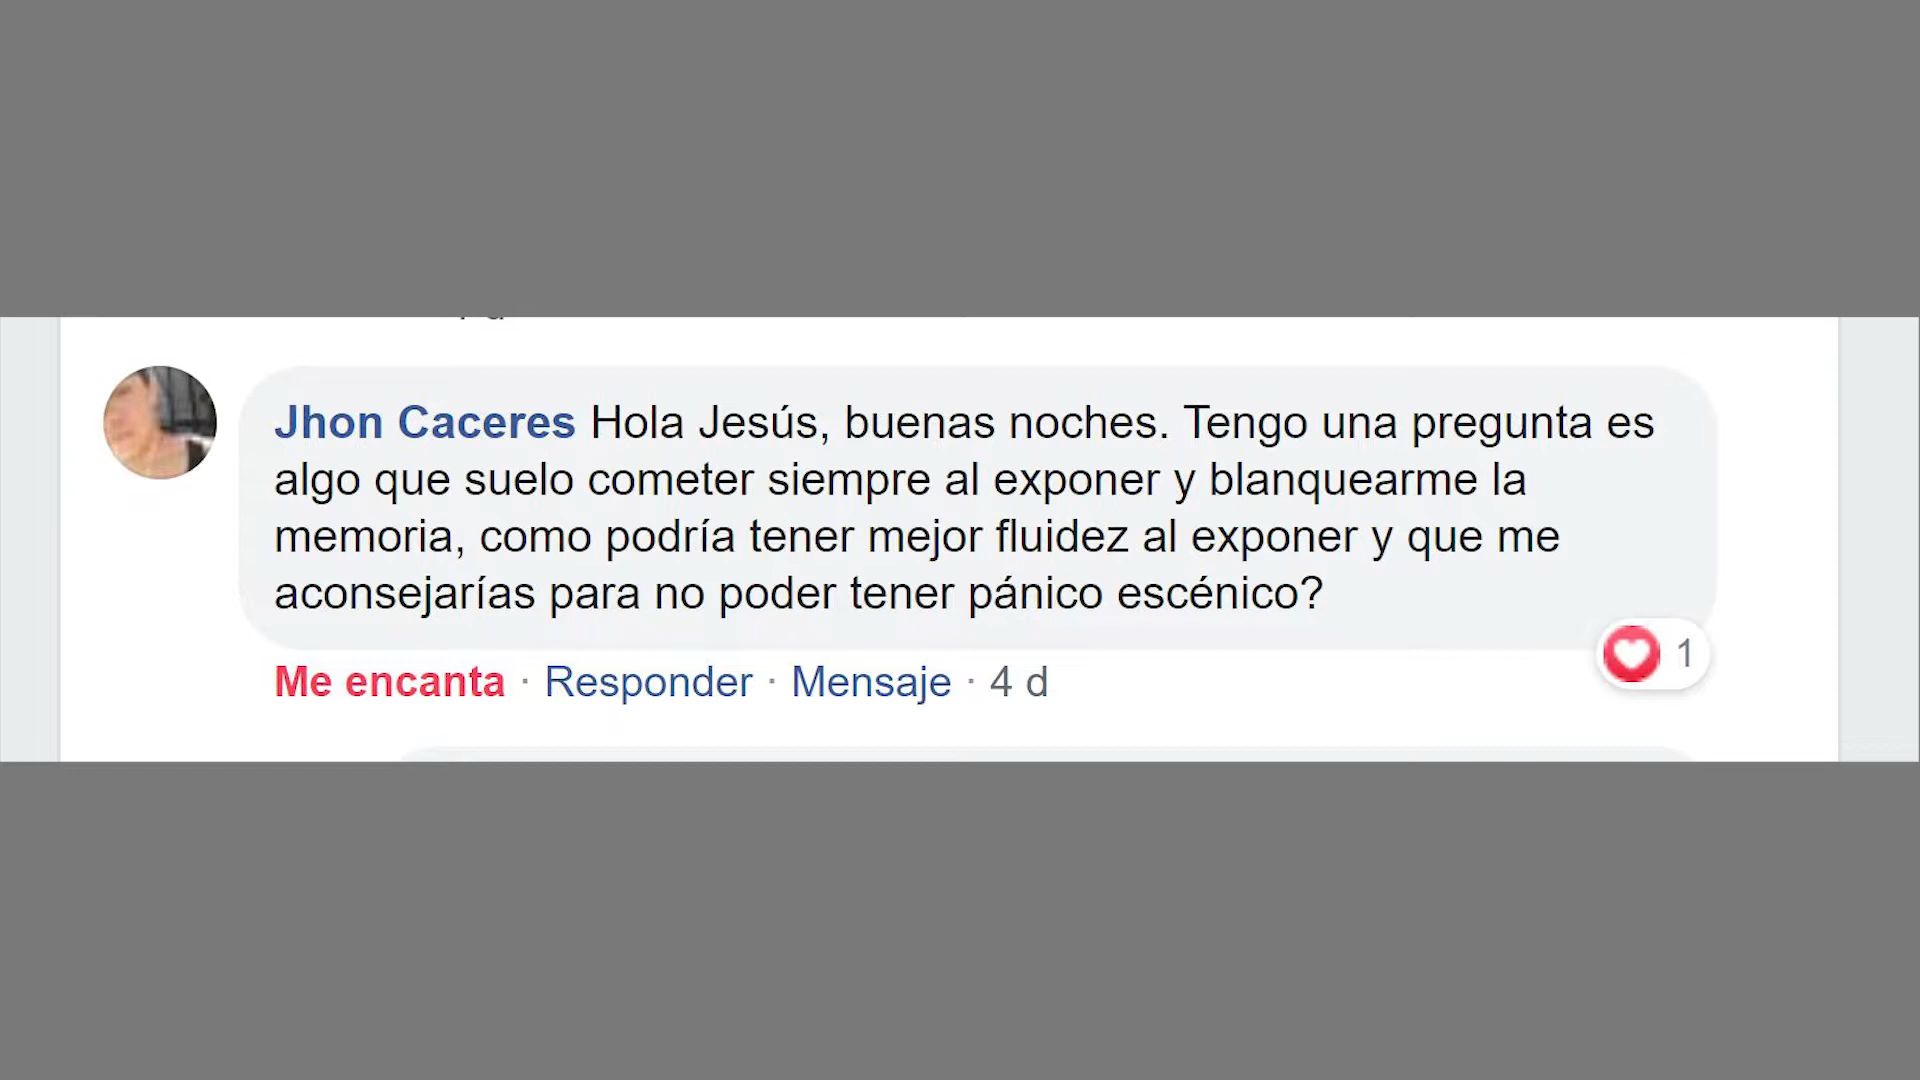 Jhon Caceres Hola Jesús, buenas noches. Tengo una pregunta es
algo que suelo cometer siempre al exponer y blanquearme la
memoria, como podría tener mejor fluidez al exponer y que me
aconsejarías para no poder tener pánico escénico?
1
Me encanta · Responder · Mensaje · 4 d